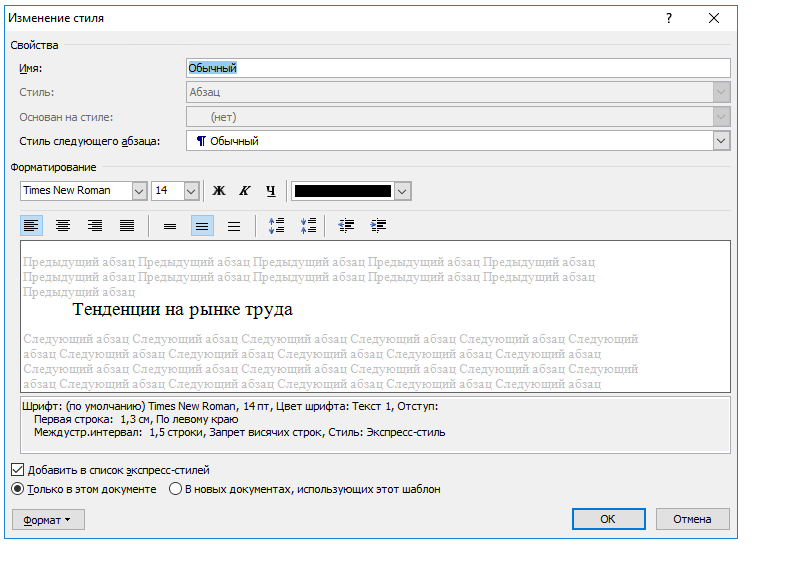 Изменение стиля ?
Свойства
Имя: Обычный
Стиль: Абзац
Основан на стиле: (нет)
Стиль следующего абзаца: ¶ Обычный
Форматирование
Times New Roman 14 Ж К Ч
Предыдущий абзац Предыдущий абзац Предыдущий абзац Предыдущий абзац Предыдущий абзац
Предыдущий абзац Предыдущий абзац Предыдущий абзац Предыдущий абзац Предыдущий абзац
Предыдущий абзац
Тенденции на рынке труда
Следующий абзац Следующий абзац Следующий абзац Следующий абзац Следующий абзац Следующий
абзац Следующий абзац Следующий абзац Следующий абзац Следующий абзац Следующий абзац
Следующий абзац Следующий абзац Следующий абзац Следующий абзац Следующий абзац Следующий
абзац Следующий абзац Следующий абзац Следующий абзац Следующий абзац Следующий абзац
Шрифт: (по умолчанию) Times New Roman, 14 пт, Цвет шрифта: Текст 1, Отступ:
Первая строка: 1,3 см, По левому краю
Междустр.интервал: 1,5 строки, Запрет висячих строк, Стиль: Экспресс-стиль
Добавить в список экспресс-стилей
Только в этом документе В новых документах, использующих этот шаблон
Формат ОК Отмена